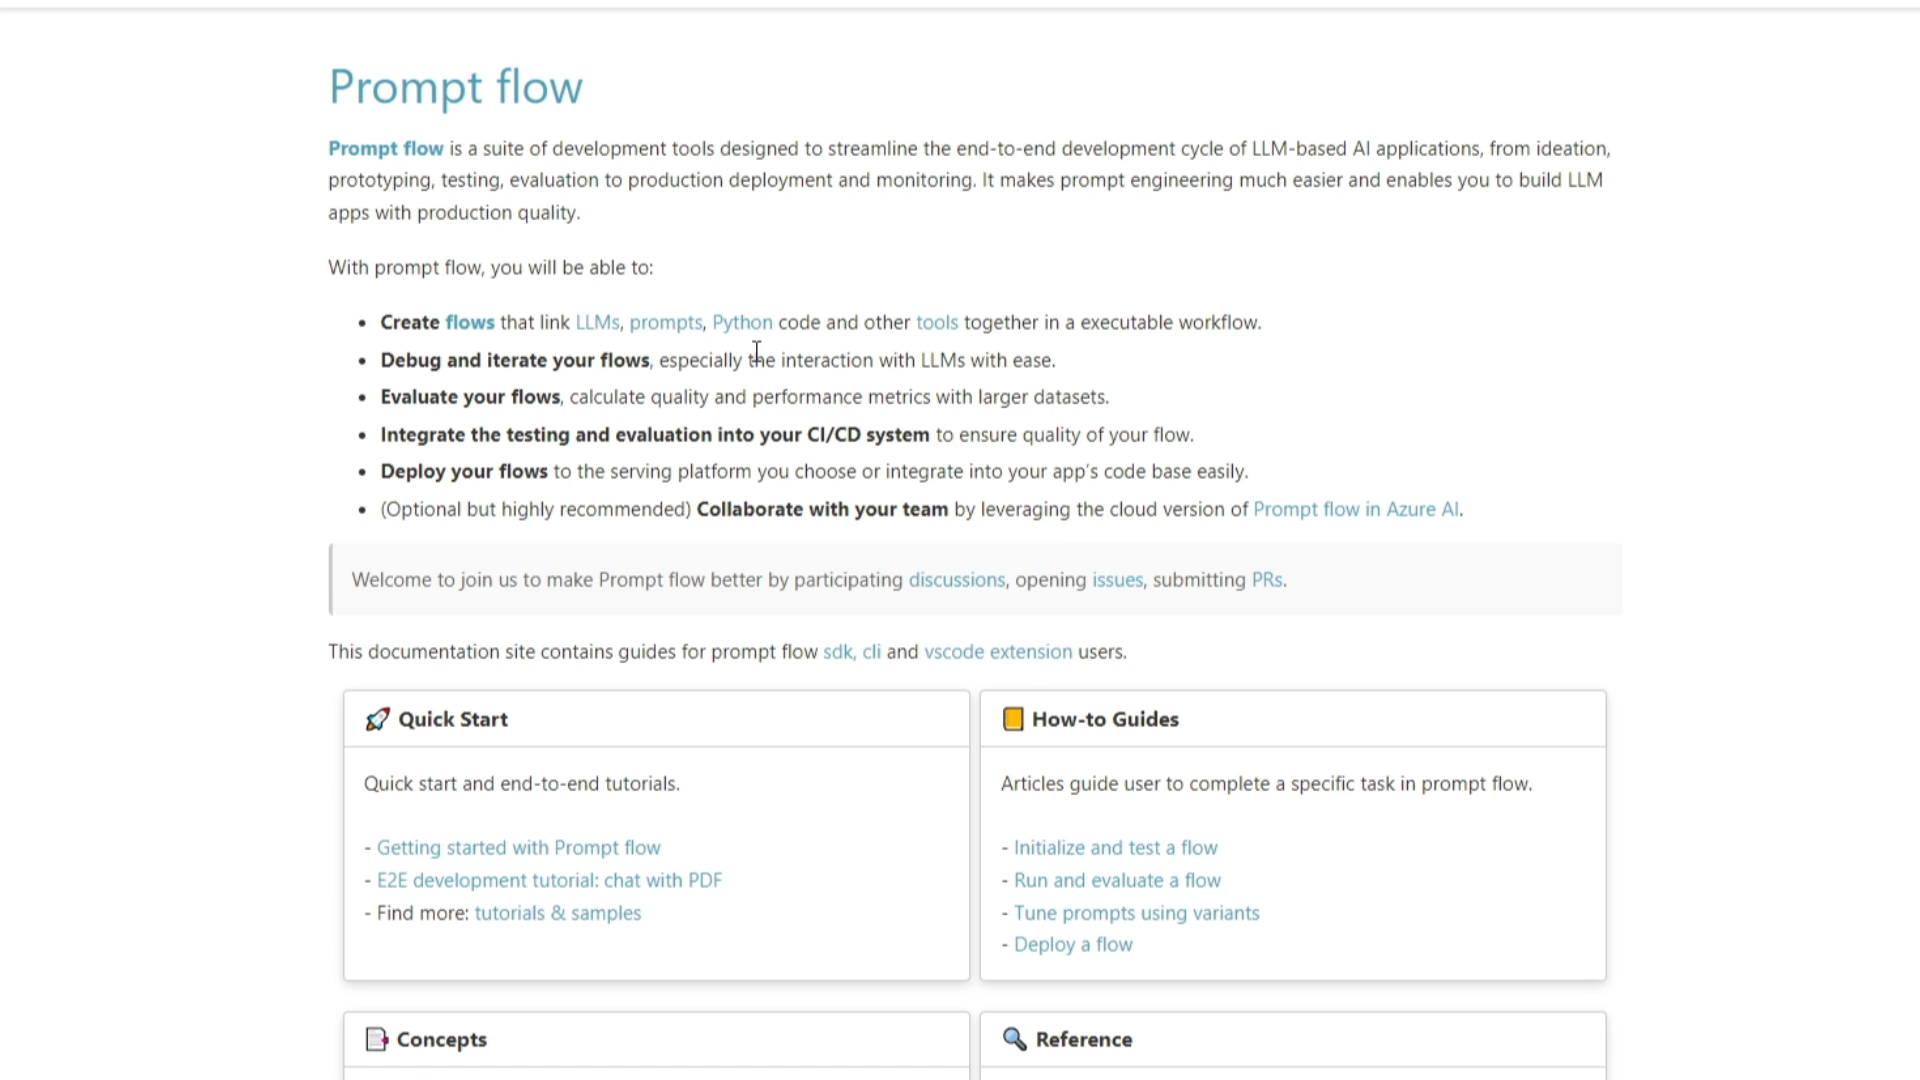 Prompt flow
Prompt flow is a suite of development tools designed to streamline the end-to-end development cycle of LLM-based AI applications, from ideation,
prototyping, testing, evaluation to production deployment and monitoring. It makes prompt engineering much easier and enables you to build LLM
apps with production quality.
With prompt flow, you will be able to:
• Create flows that link LLMs, prompts, Python code and other tools together in a executable workflow.
• Debug and iterate your flows, especially the interaction with LLMs with ease.
• Evaluate your flows, calculate quality and performance metrics with larger datasets.
• Integrate the testing and evaluation into your CI/CD system to ensure quality of your flow.
• Deploy your flows to the serving platform you choose or integrate into your app's code base easily.
• (Optional but highly recommended) Collaborate with your team by leveraging the cloud version of Prompt flow in Azure AI.
Welcome to join us to make Prompt flow better by participating discussions, opening issues, submitting PRs.
This documentation site contains guides for prompt flow sdk, cli and vscode extension users.
Quick Start
Quick start and end-to-end tutorials.
- Getting started with Prompt flow
- E2E development tutorial: chat with PDF
- Find more: tutorials & samples
How-to Guides
Articles guide user to complete a specific task in prompt flow.
- Initialize and test a flow
- Run and evaluate a flow
- Tune prompts using variants
- Deploy a flow
Concepts
Reference